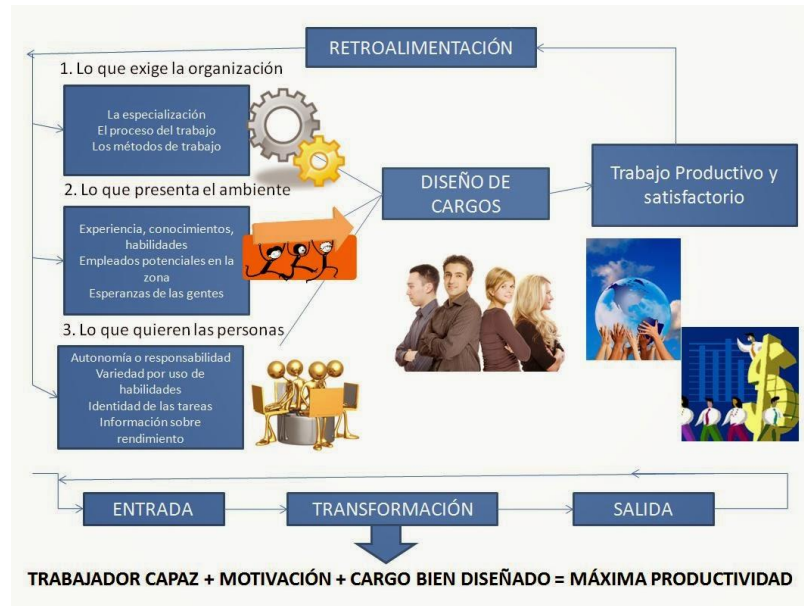 RETROALIMENTACIÓN
1. Lo que exige la organización
La especialización
El proceso del trabajo
Los métodos de trabajo
2. Lo que presenta el ambiente
Experiencia, conocimientos,
habilidades
Empleados potenciales en la
zona
Esperanzas de las gentes
3. Lo que quieren las personas
Autonomía o responsabilidad
Variedad por uso de
habilidades
Identidad de las tareas
Información sobre
rendimiento
DISEÑO DE
CARGOS
Trabajo Productivo y
satisfactorio
ENTRADA
TRANSFORMACIÓN
SALIDA
TRABAJADOR CAPAZ + MOTIVACIÓN + CARGO BIEN DISEÑADO = MÁXIMA PRODUCTIVIDAD